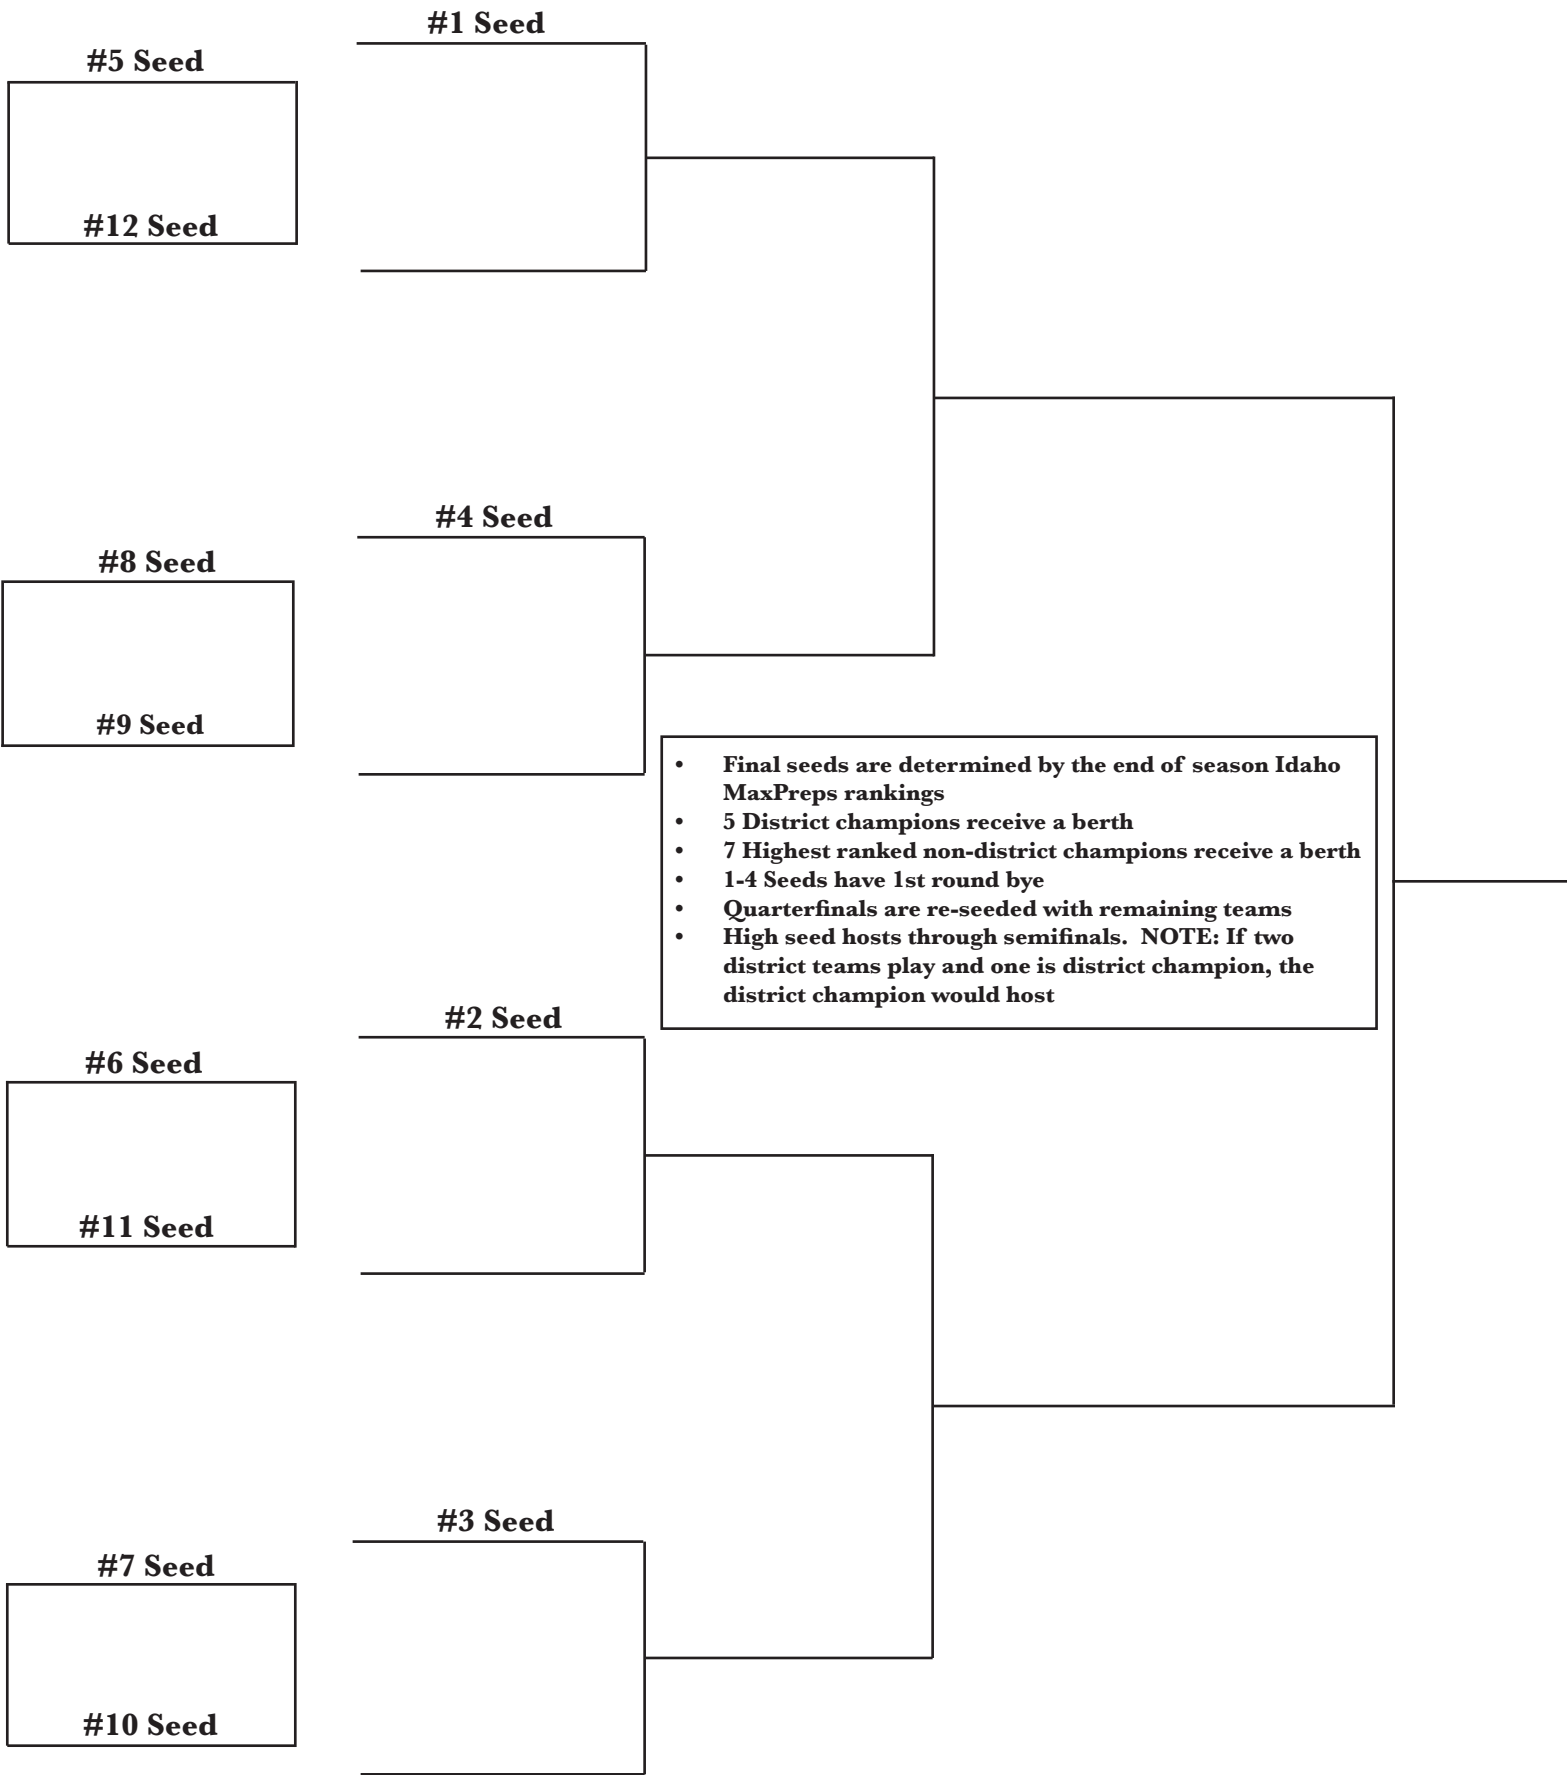 #1 Seed
#5 Seed
#12 Seed
#4 Seed
#8 Seed
#9 Seed
• Final seeds are determined by the end of season Idaho
MaxPreps rankings
• 5 District champions receive a berth
• 7 Highest ranked non-district champions receive a berth
• 1-4 Seeds have 1st round bye
• Quarterfinals are re-seeded with remaining teams
• High seed hosts through semifinals.  NOTE: If two
district teams play and one is district champion, the
district champion would host
#2 Seed
#6 Seed
#11 Seed
#3 Seed
#7 Seed
#10 Seed